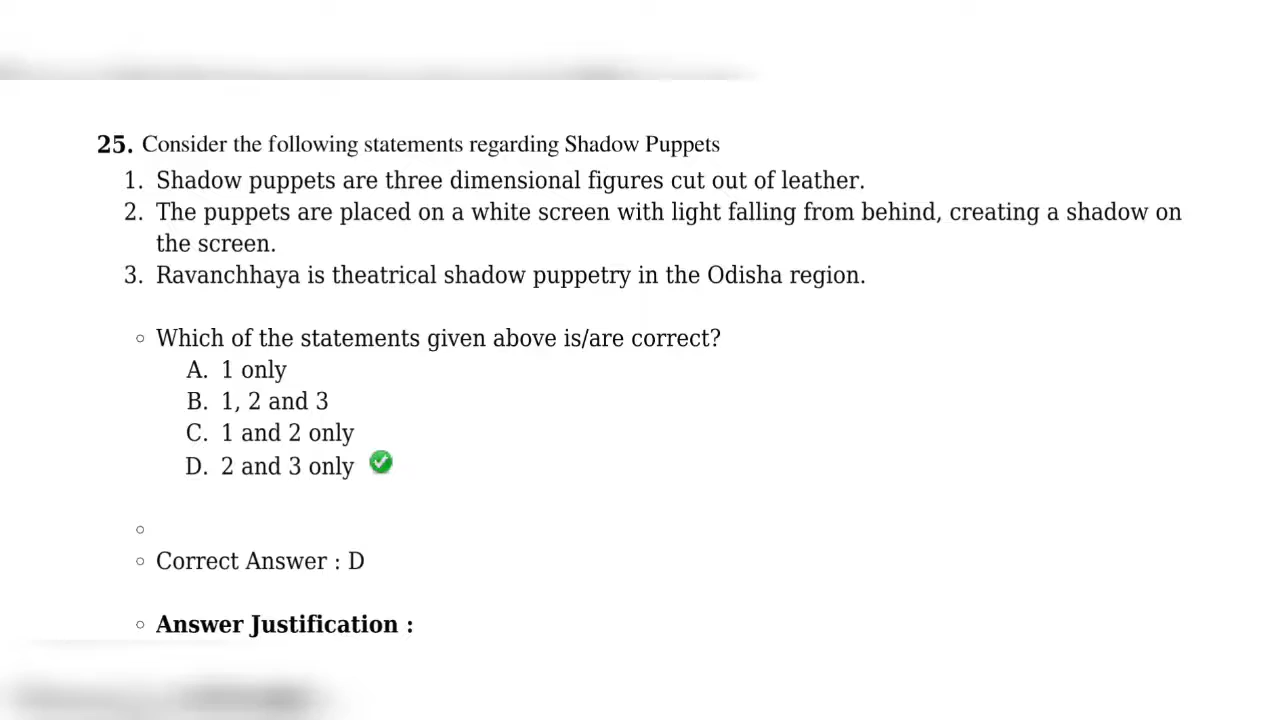 25. Consider the following statements regarding Shadow Puppets
1. Shadow puppets are three dimensional figures cut out of leather.
2. The puppets are placed on a white screen with light falling from behind, creating a shadow on
the screen.
3. Ravanchhaya is theatrical shadow puppetry in the Odisha region.
Which of the statements given above is/are correct?
A. 1 only
B. 1, 2 and 3
C. 1 and 2 only
D. 2 and 3 only
Correct Answer : D
Answer Justification :